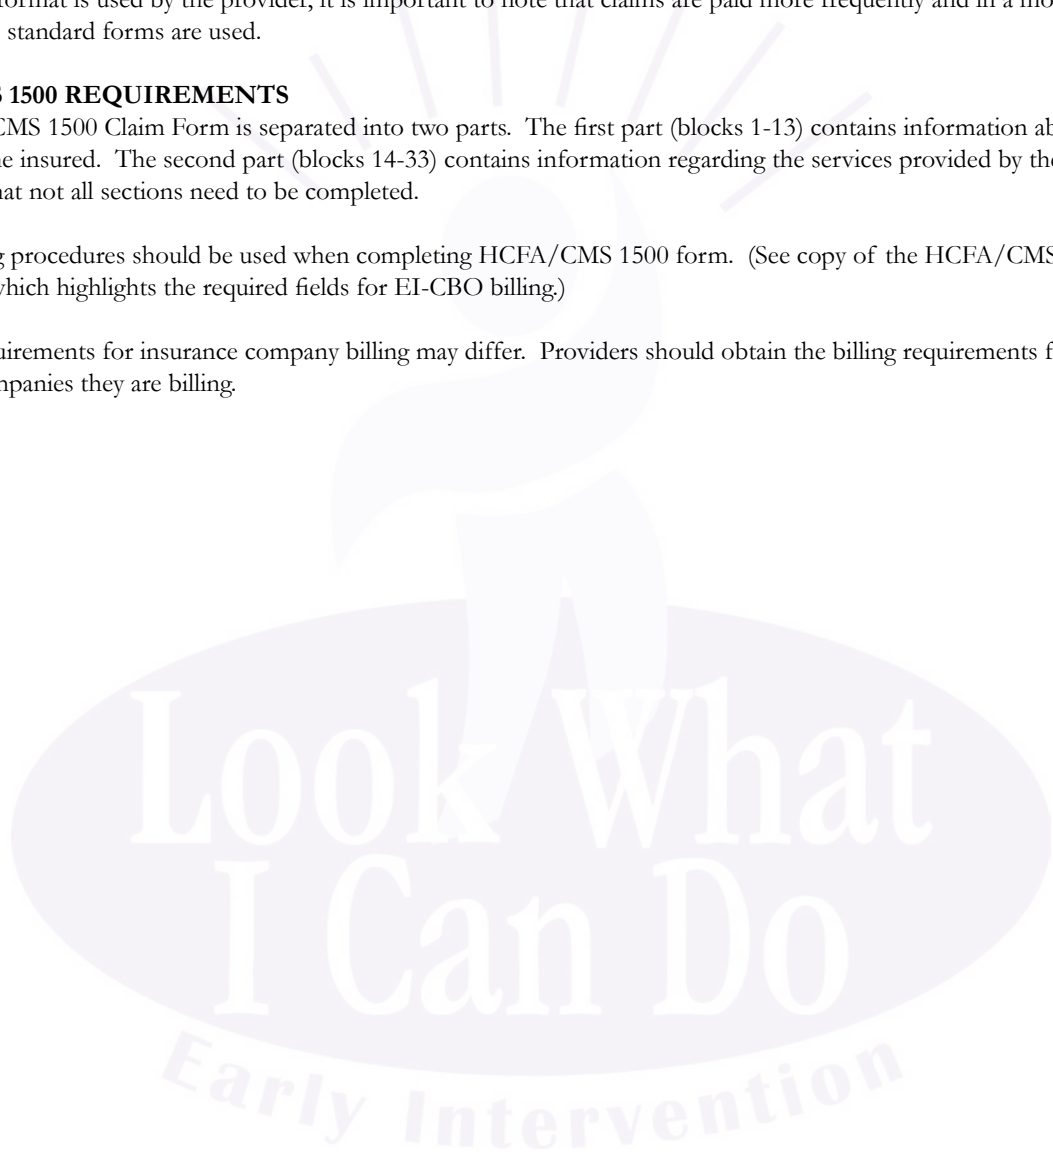 format is used by the provider, it is important to note that claims are paid more frequently and in a mo
standard forms are used.
1500 REQUIREMENTS
CMS 1500 Claim Form is separated into two parts. The first part (blocks 1-13) contains information ab
insured. The second part (blocks 14-33) contains information regarding the services provided by the
not all sections need to be completed.
procedures should be used when completing HCFA/CMS 1500 form. (See copy of the HCFA/CMS
which highlights the required fields for EI-CBO billing.)
for insurance company billing may differ. Providers should obtain the billing requirements f
they are billing.
Look What
I Can Do
Early Intervention